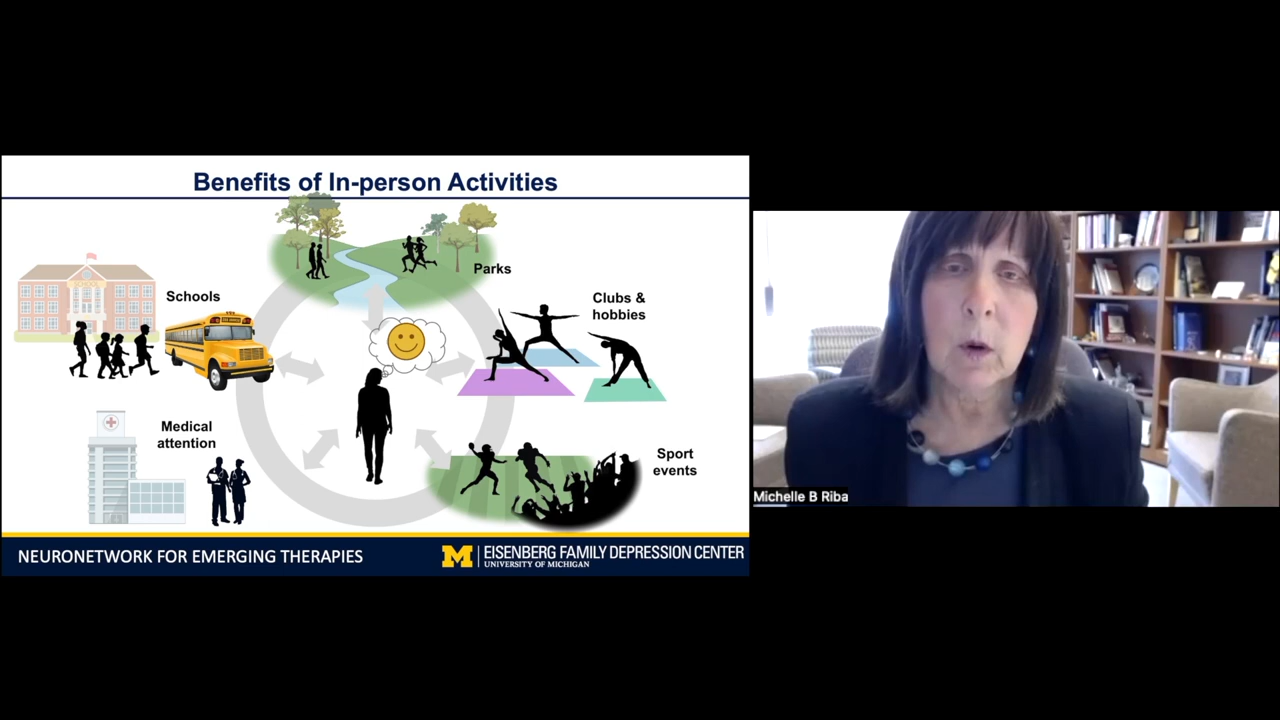 Benefits of In-person Activities
Parks
Schools
SCHOOL
Clubs &
hobbies
Medical
attention
Sport
events
NEURONETWORK FOR EMERGING THERAPIES
M
EISENBERG FAMILY DEPRESSION CENTER
UNIVERSITY OF MICHIGAN
Michelle B Riba